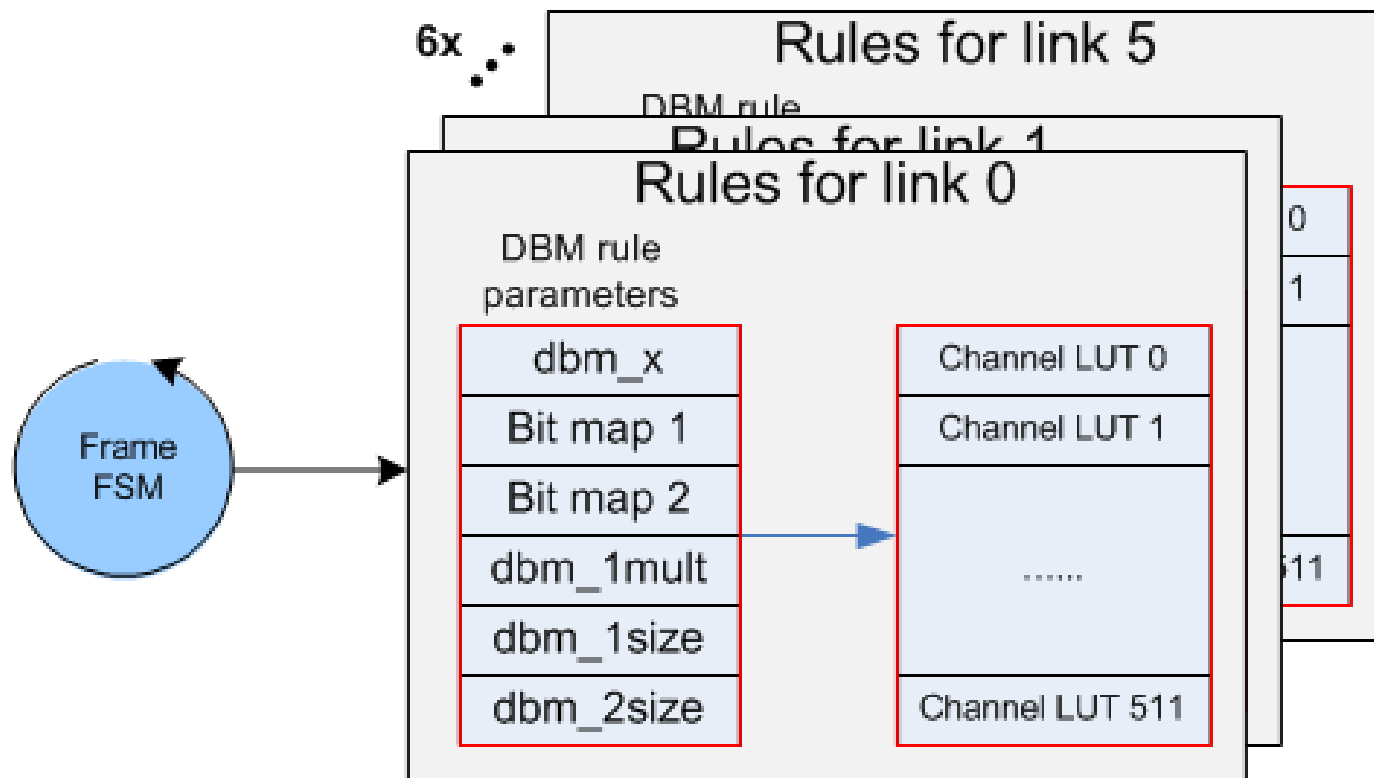 6x
Rules for link 5
DBM rule
Rules for link 1
Rules for link 0
DBM rule
parameters
dbm_x
Bit map 1
Bit map 2
dbm_1mult
dbm_1size
dbm_2size
Channel LUT 0
Channel LUT 1
......
Channel LUT 511
0
1
511
Frame
FSM